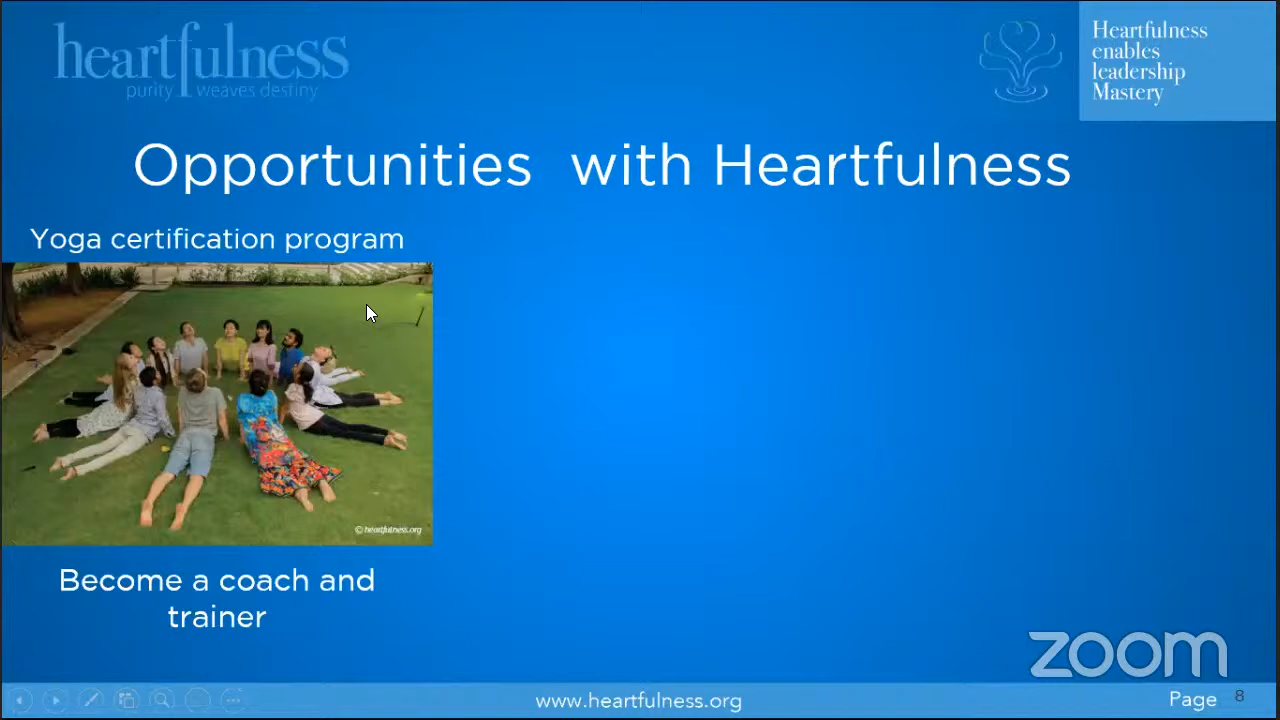 heartfulness
purity weaves destiny
Heartfulness
enables
leadership
Mastery
Opportunities with Heartfulness
Yoga certification program
© heartfulness.org
Become a coach and
trainer
zoom
www.heartfulness.org
Page 8